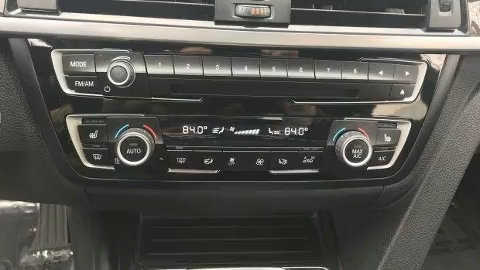 MODE 1 2 3 4 5 6 7 8
FM/AM
84.0° 84.0°
AUTO MAX A/C
A/C